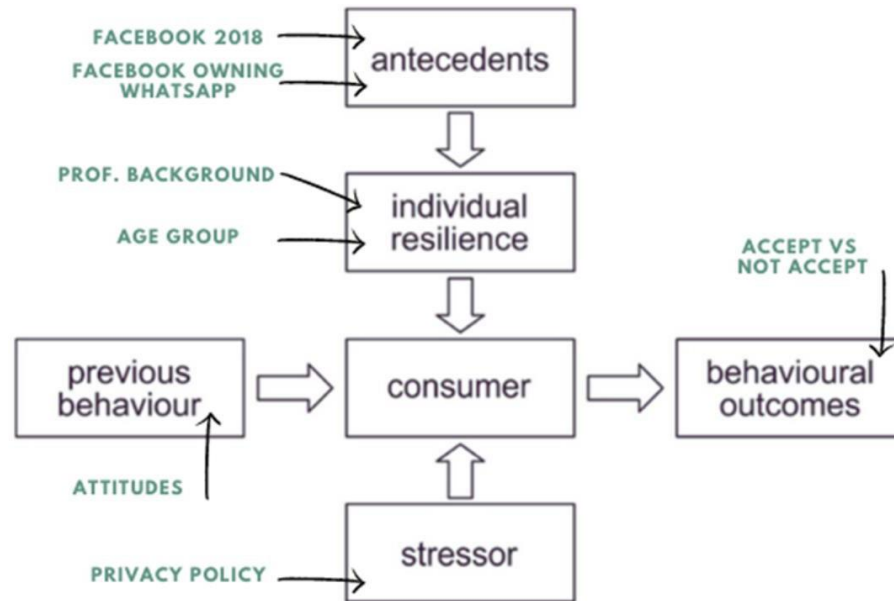 FACEBOOK 2018
FACEBOOK OWNING
WHATSAPP
antecedents
PROF. BACKGROUND
AGE GROUP
individual
resilience
ACCEPT VS
NOT ACCEPT
previous
behaviour
consumer
behavioural
outcomes
ATTITUDES
PRIVACY POLICY
stressor